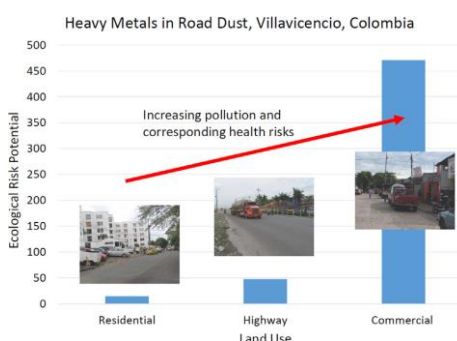 Heavy Metals in Road Dust, Villavicencio, Colombia
500
450
400
350
300
250
200
150
100
50
0
Ecological Risk Potential
Increasing pollution and
corresponding health risks
Residential
Highway
Commercial
Land Use